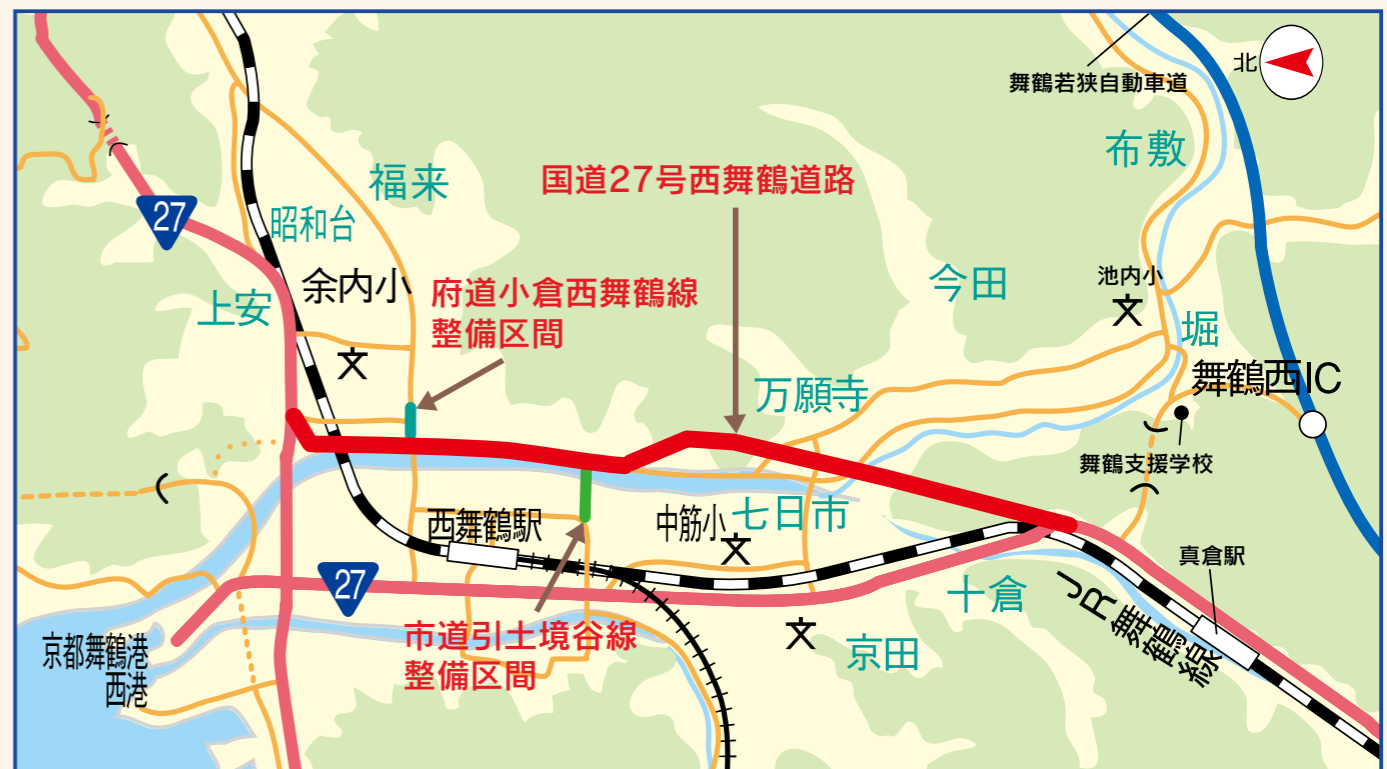 北
舞鶴若狭自動車道
布敷
国道27号西舞鶴道路
福来
27
昭和台
余内小
上安
府道小倉西舞鶴線
整備区間
今田
池内小
堀
舞鶴西IC
万願寺
舞鶴支援学校
西舞鶴駅
中筋小
七日市
真倉駅
27
十倉
JR舞鶴線
市道引土境谷線
整備区間
京田
京都舞鶴港
西港